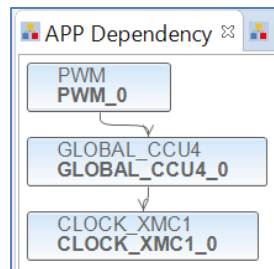 APP Dependency
PWM
PWM_0
GLOBAL_CCU4
GLOBAL_CCU4_0
CLOCK_XMC1
CLOCK_XMC1_0